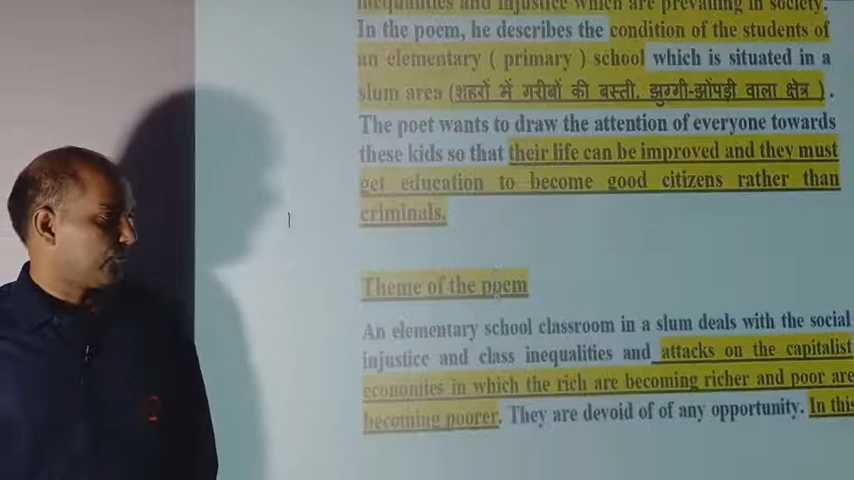 inequalities and injustice which are prevailing in society.
In the poem, he describes the condition of the students of
an elementary ( primary ) school which is situated in a
slum area (शहरों में गरीबों की बस्ती, झुग्गी-झोंपड़ी वाला क्षेत्र ).
The Poet wants to draw the attention of everyone toward
these kids so that their life can be improved and they must
get education to become good citizens rather than
criminals.
Theme of the poem
An elementary School classroom in a slum deals with the social
injustice and class inequalities and attacks on the capitalist
economies in which the rich are becoming richer and poor are
becoming poorer. They are devoid of any opportunity. In this